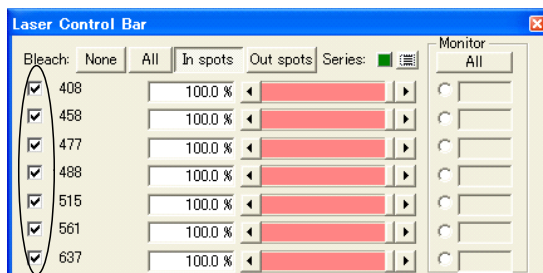 Laser Control Bar
Bleach: None All In spots Out spots Series:
Monitor
All
408 100.0 %
458 100.0 %
477 100.0 %
488 100.0 %
515 100.0 %
561 100.0 %
637 100.0 %